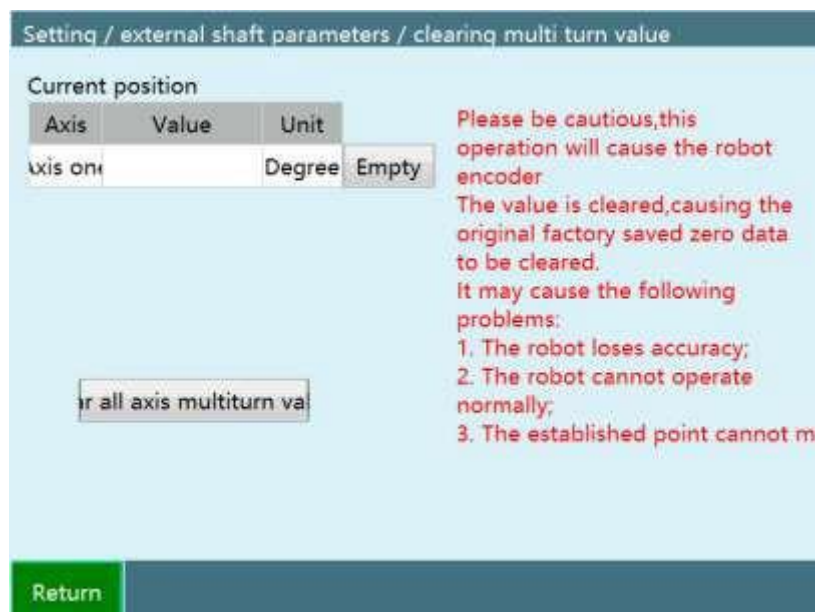 Setting / external shaft parameters / clearing multi turn value
Current position
Axis Value Unit
Axis one Degree Empty
Please be cautious,this
operation will cause the robot
encoder
The value is cleared,causing the
original factory saved zero data
to be cleared.
It may cause the following
problems:
1. The robot loses accuracy;
2. The robot cannot operate
normally;
3. The established point cannot m
r all axis multiturn va
Return